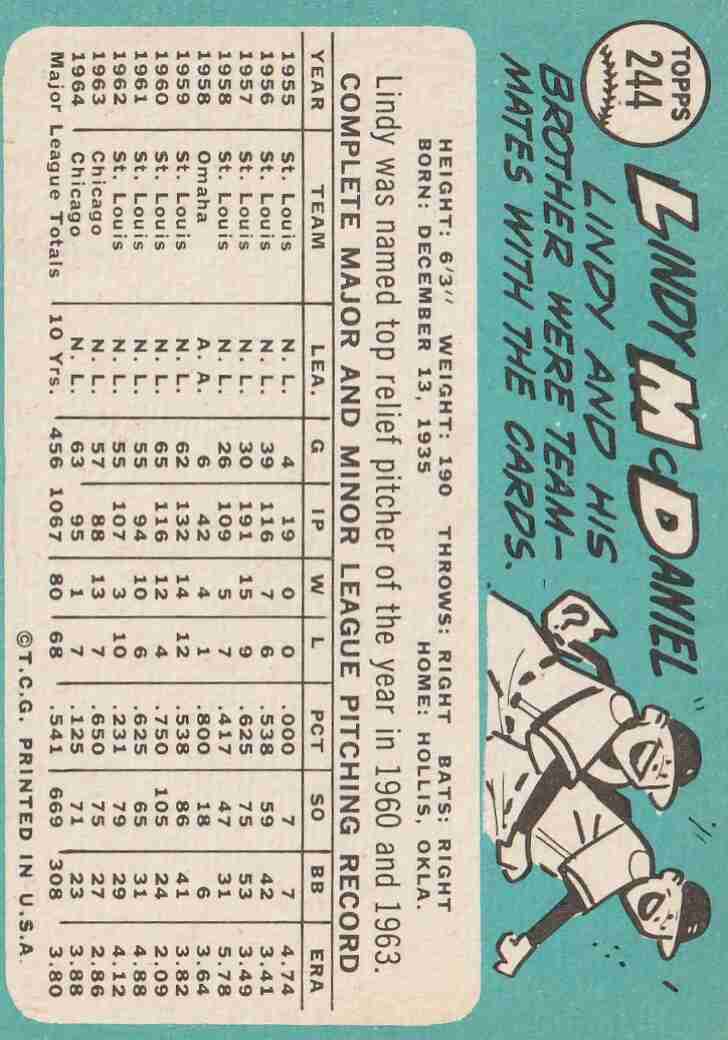 TOPPS
244
LINDY McDANIEL
LINDY AND HIS
BROTHER WERE TEAM-
MATES WITH THE CARDS.
HEIGHT: 6'3" WEIGHT: 190 THROWS: RIGHT BATS: RIGHT
BORN: DECEMBER 13, 1935 HOME: HOLLIS, OKLA.
Lindy was named top relief pitcher of the year in 1960 and 1963.
COMPLETE MAJOR AND MINOR LEAGUE PITCHING RECORD
YEAR TEAM LEA. G IP W L PCT SO BB ERA
1955 St. Louis N. L. 4 19 0 0 .000 7 7 4.74
1956 St. Louis N. L. 39 116 7 6 .538 59 42 3.41
1957 St. Louis N. L. 30 191 15 9 .625 75 53 3.49
1958 St. Louis N. L. 26 109 5 7 .417 47 31 5.78
1958 Omaha A. A. 6 42 4 1 .800 18 6 3.64
1959 St. Louis N. L. 62 132 14 12 .538 86 41 3.82
1960 St. Louis N. L. 65 116 12 4 .750 105 24 2.09
1961 St. Louis N. L. 55 94 10 6 .625 65 31 4.88
1962 St. Louis N. L. 55 107 3 10 .231 79 29 4.12
1963 Chicago N. L. 57 88 13 7 .650 75 27 2.86
1964 Chicago N. L. 63 95 1 7 .125 71 23 3.88
Major League Totals 10 Yrs. 456 1067 80 68 .541 669 308 3.80
©T.C.G. PRINTED IN U.S.A.